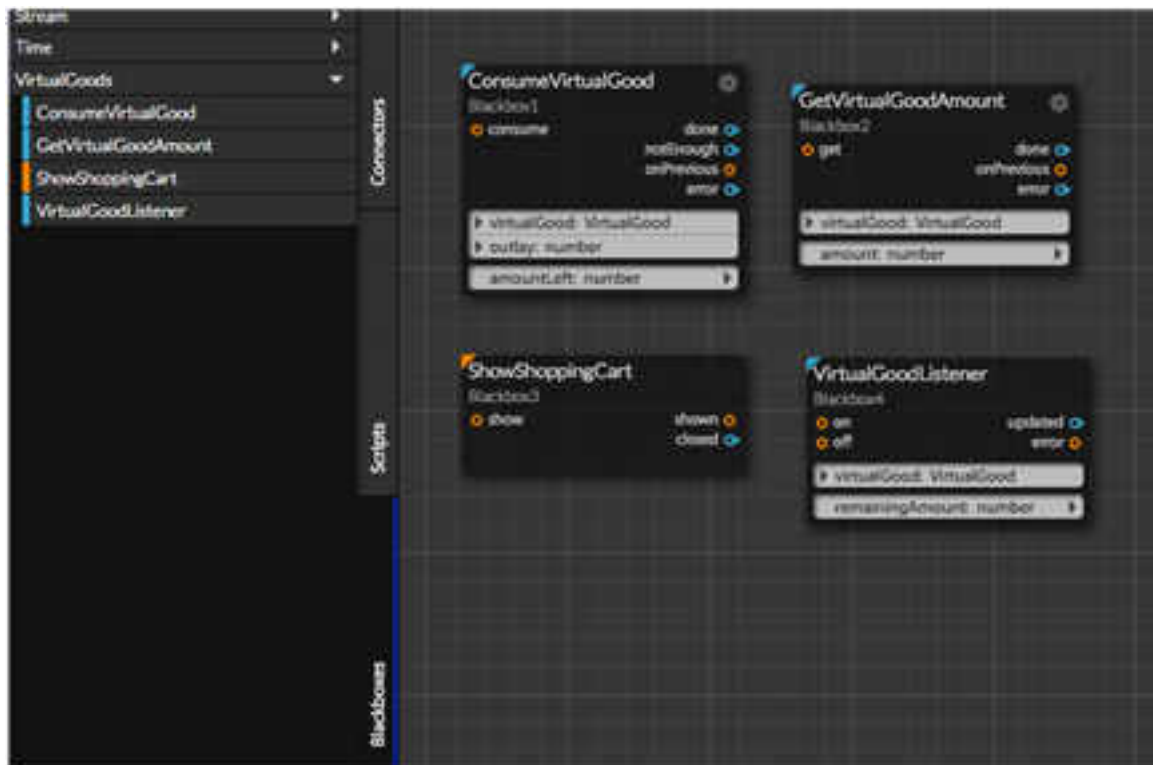 Stream
Time
VirtualGoods
ConsumeVirtualGood
GetVirtualGoodAmount
ShowShoppingCart
VirtualGoodListener
Connectors
Scripts
Blackboxes
ConsumeVirtualGood
Blackbox1
consume
done
notEnough
onPrevious
error
virtualGood: VirtualGood
outlay: number
amountLeft: number
GetVirtualGoodAmount
Blackbox2
get
done
onPrevious
error
virtualGood: VirtualGood
amount: number
ShowShoppingCart
Blackbox3
show
shown
closed
VirtualGoodListener
Blackbox4
on
updated
off
error
virtualGood: VirtualGood
remainingAmount: number